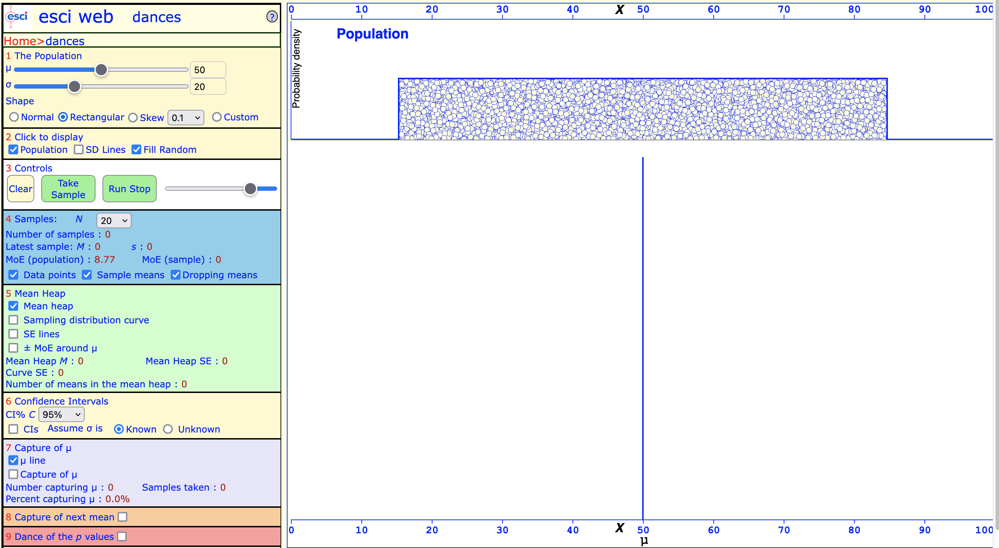 esci esci web dances ?
Home>dances
1 The Population
μ 50
σ 20
Shape
Normal Rectangular Skew 0.1 Custom
2 Click to display
Population SD Lines Fill Random
3 Controls
Clear Take Sample Run Stop
4 Samples: N 20
Number of samples : 0
Latest sample: M : 0 s : 0
MoE (population) : 8.77 MoE (sample) : 0
Data points Sample means Dropping means
5 Mean Heap
Mean heap
Sampling distribution curve
SE lines
± MoE around μ
Mean Heap M : 0 Mean Heap SE : 0
Curve SE : 0
Number of means in the mean heap : 0
6 Confidence Intervals
CI% C 95%
CIs Assume σ is Known Unknown
7 Capture of μ
μ line
Capture of μ
Number capturing μ : 0 Samples taken : 0
Percent capturing μ : 0.0%
8 Capture of next mean
9 Dance of the p values
0 10 20 30 40 X 50 60 70 80 90 100
Population
Probability density
0 10 20 30 40 X 50 60 70 80 90 100
μ